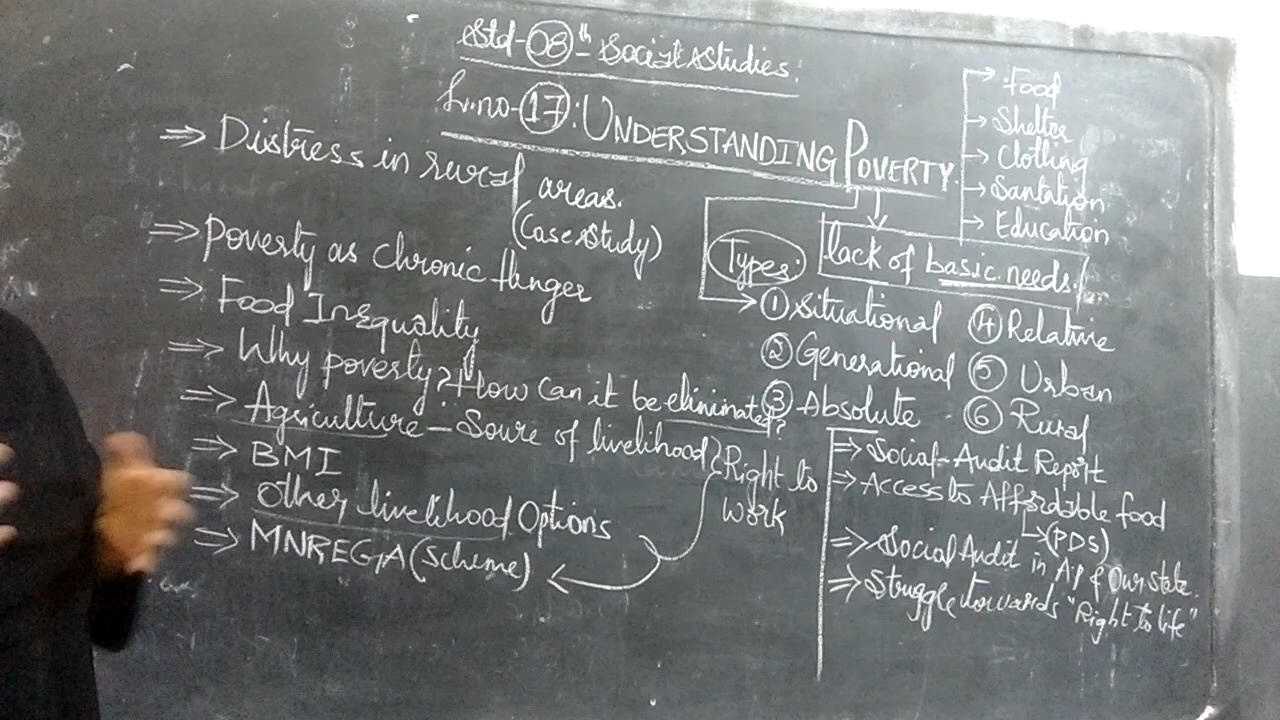 Std-08th Social Studies.
L.no-17: UNDERSTANDING POVERTY.
→ Food
→ Shelter
→ Clothing
→ Santation
→ Education
lack of basic needs.
Types:
① Situational
② Generational
③ Absolute
④ Relative
⑤ Urban
⑥ Rural
⇒ Distress in rural areas.
(Case Study)
⇒ Poverty as Chronic Hunger
⇒ Food Inequality
⇒ Why poverty? How can it be eliminated?
⇒ Agriculture - Soure of livelihood
⇒ BMI
⇒ Other livelihood Options
⇒ MNREGA (Scheme)
Right to
work
⇒ Social-Audit Report
⇒ Access to Affordable food
(PDS)
⇒ Social Audit in AP & Our state.
⇒ Struggle towards "Right to life"